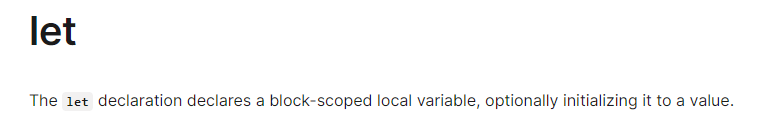 let
The let declaration declares a block-scoped local variable, optionally initializing it to a value.